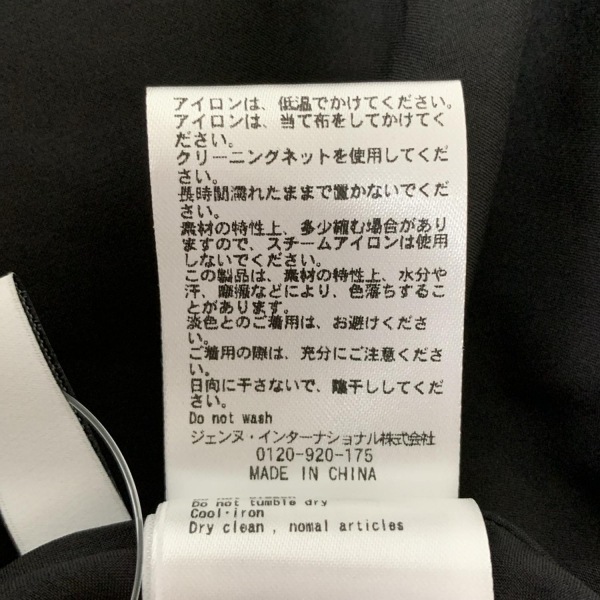 アイロンは、低温でかけてください。
アイロンは、当て布をしてかけてく
ださい。
クリーニングネットを使用してくだ
さい。
長時間濡れたままで置かないでくだ
さい。
素材の特性上、多少縮む場合があり
ますので、スチームアイロンは使用
しないでください。
この製品は、素材の特性上、水分や
汗、摩擦などにより、色落ちするこ
とがあります。
淡色とのご着用は、お避けくださ
い。
ご着用の際は、充分にご注意くださ
い。
日向に干さないで、陰干ししてくだ
さい。
Do not wash
ジェンヌ・インターナショナル株式会社
0120-920-175
MADE IN CHINA
Do not tumble dry
Cool・iron
Dry clean , nomal articles